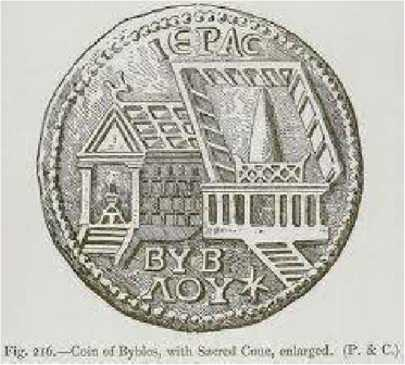 ΙΕΡΑϹ
ΒΥΒ
ΛΟΥ
Fig. 216.—Coin of Byblos, with Sacred Cone, enlarged. (P. & C.)